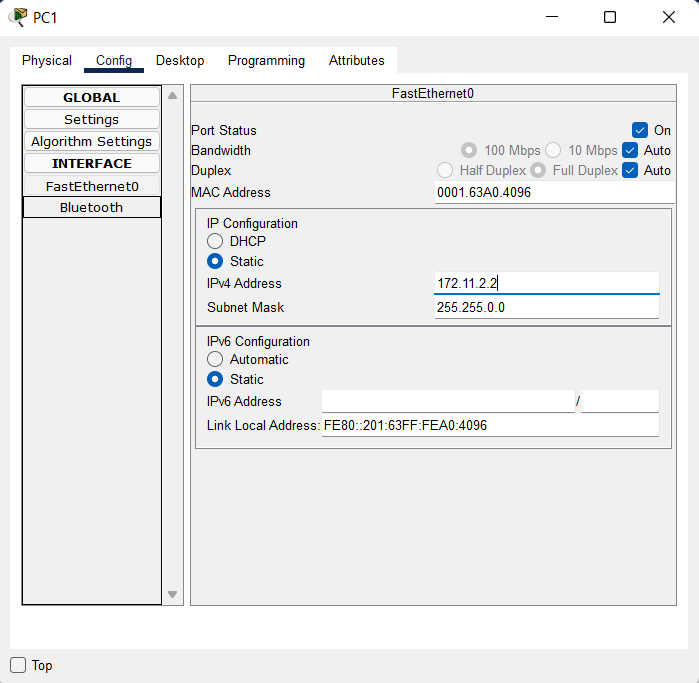 PC1
Physical Config Desktop Programming Attributes
GLOBAL
Settings
Algorithm Settings
INTERFACE
FastEthernet0
Bluetooth
FastEthernet0
Port Status On
Bandwidth 100 Mbps 10 Mbps Auto
Duplex Half Duplex Full Duplex Auto
MAC Address 0001.63A0.4096
IP Configuration
DHCP
Static
IPv4 Address 172.11.2.2
Subnet Mask 255.255.0.0
IPv6 Configuration
Automatic
Static
IPv6 Address /
Link Local Address: FE80::201:63FF:FEA0:4096
Top